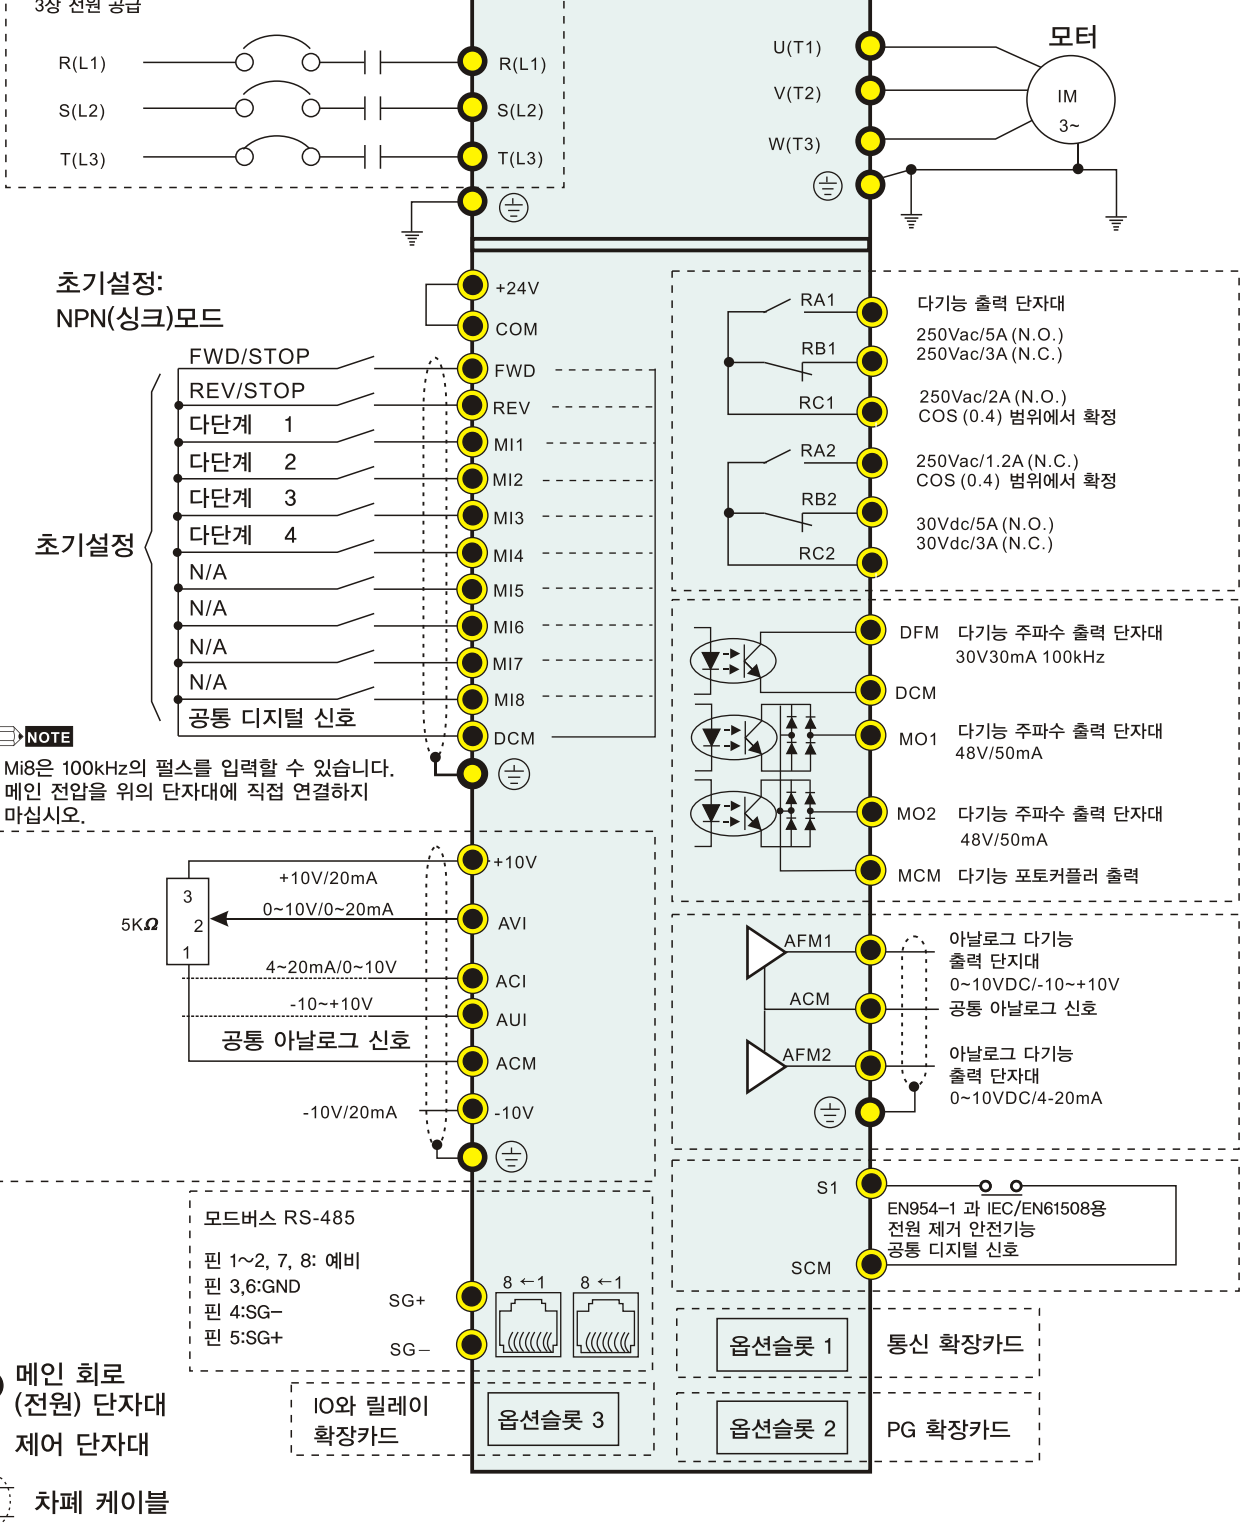 3상 전원 공급
R(L1)
S(L2)
T(L3)
R(L1)
S(L2)
T(L3)
U(T1)
V(T2)
W(T3)
모터
IM
3~
초기설정:
NPN(싱크)모드
+24V
COM
FWD/STOP
FWD
REV/STOP
REV
다단계 1
MI1
다단계 2
MI2
다단계 3
MI3
다단계 4
MI4
초기설정
N/A
MI5
N/A
MI6
N/A
MI7
N/A
MI8
공통 디지털 신호
DCM
NOTE
Mi8은 100kHz의 펄스를 입력할 수 있습니다.
메인 전압을 위의 단자대에 직접 연결하지
마십시오.
RA1
RB1
RC1
RA2
RB2
RC2
다기능 출력 단자대
250Vac/5A (N.O.)
250Vac/3A (N.C.)
250Vac/2A (N.O.)
COS (0.4) 범위에서 확정
250Vac/1.2A (N.C.)
COS (0.4) 범위에서 확정
30Vdc/5A (N.O.)
30Vdc/3A (N.C.)
DFM 다기능 주파수 출력 단자대
30V30mA 100kHz
DCM
MO1 다기능 주파수 출력 단자대
48V/50mA
MO2 다기능 주파수 출력 단자대
48V/50mA
MCM 다기능 포토커플러 출력
+10V
+10V/20mA
0~10V/0~20mA
AVI
5KΩ
3
2
1
4~20mA/0~10V
ACI
-10~+10V
AUI
공통 아날로그 신호
ACM
-10V/20mA
-10V
AFM1
아날로그 다기능
출력 단지대
0~10VDC/-10~+10V
ACM
공통 아날로그 신호
AFM2
아날로그 다기능
출력 단자대
0~10VDC/4-20mA
S1
EN954-1 과 IEC/EN61508용
전원 제거 안전기능
공통 디지털 신호
SCM
모드버스 RS-485
핀 1~2, 7, 8: 예비
핀 3,6:GND
핀 4:SG-
핀 5:SG+
SG+
SG-
8 ←1
8 ←1
옵션슬롯 1
통신 확장카드
옵션슬롯 2
PG 확장카드
IO와 릴레이
확장카드
옵션슬롯 3
메인 회로
(전원) 단자대
제어 단자대
차폐 케이블